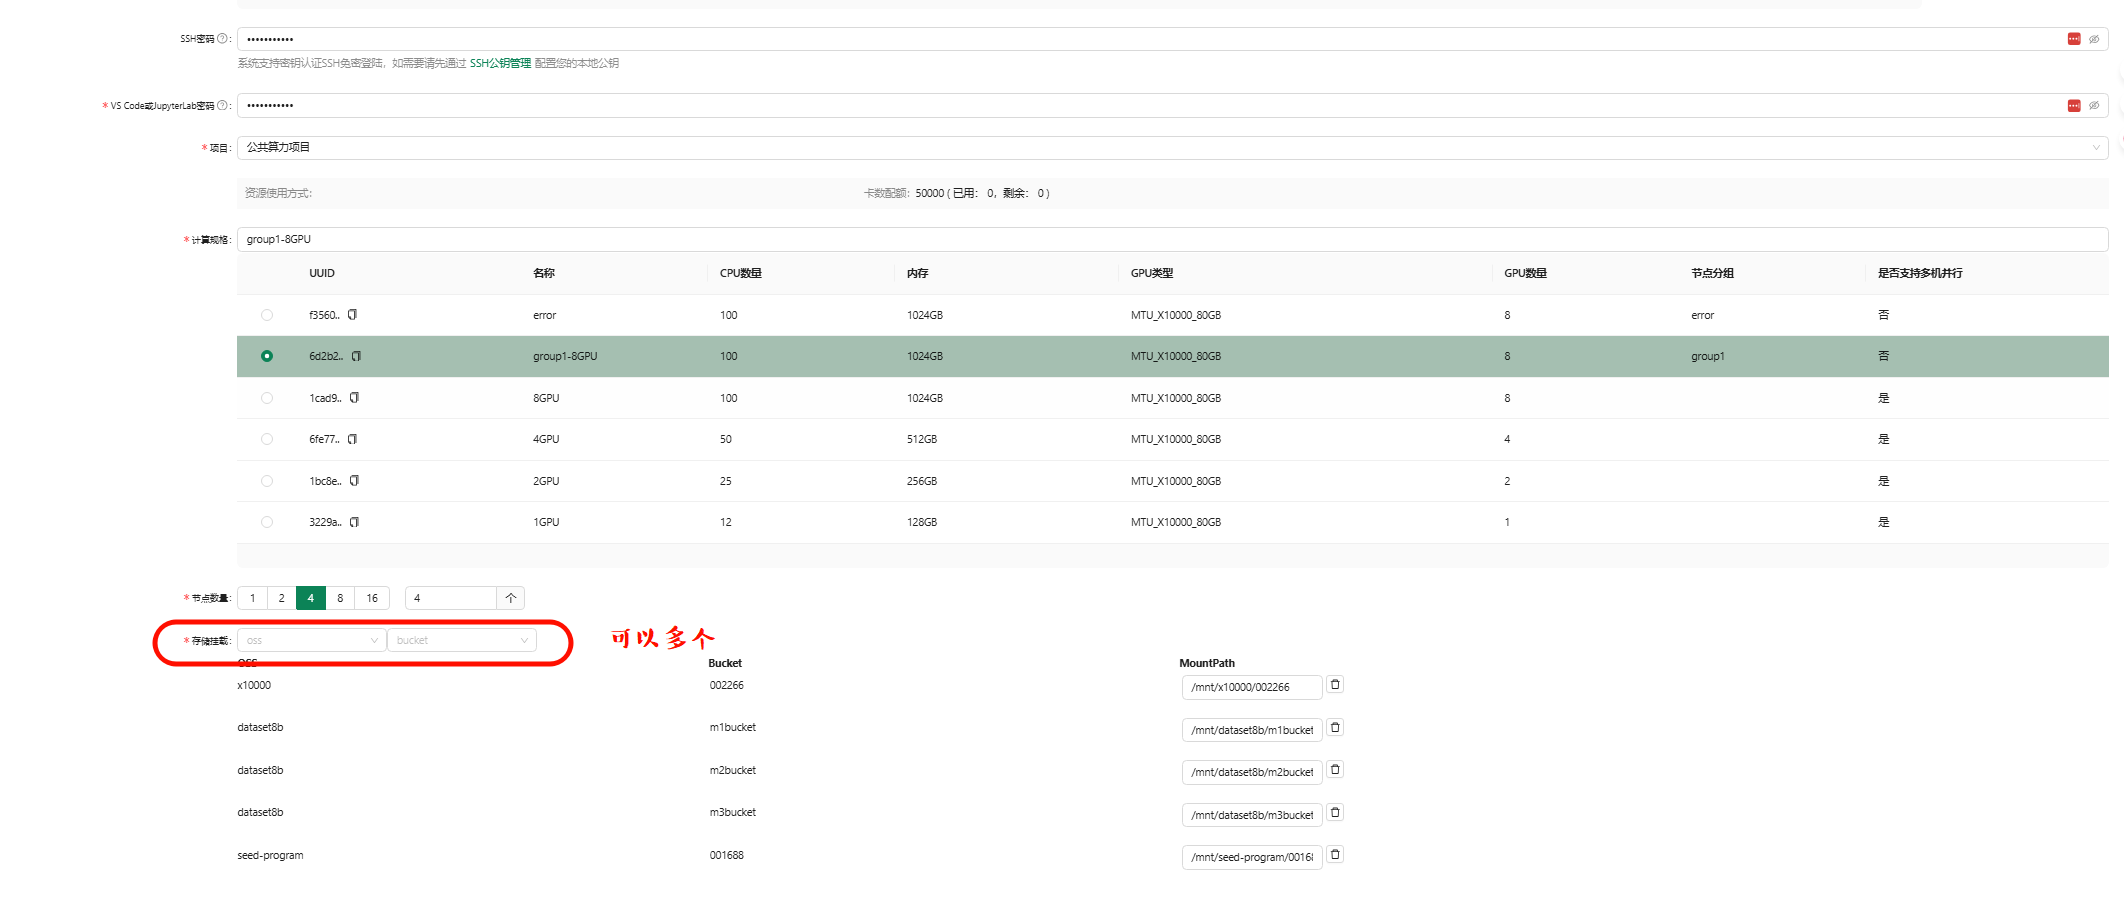 SSH密码 : •••••••••••
系统支持密钥认证SSH免密登陆，如需要请先通过 SSH公钥管理 配置您的本地公钥
* VS Code或JupyterLab密码 : •••••••••••
* 项目: 公共算力项目
资源使用方式: 卡数配额: 50000 ( 已用: 0, 剩余: 0 )
* 计算规格: group1-8GPU
UUID 名称 CPU数量 内存 GPU类型 GPU数量 节点分组 是否支持多机并行
f3560.. error 100 1024GB MTU_X10000_80GB 8 error 否
6d2b2.. group1-8GPU 100 1024GB MTU_X10000_80GB 8 group1 否
1cad9.. 8GPU 100 1024GB MTU_X10000_80GB 8 是
6fe77.. 4GPU 50 512GB MTU_X10000_80GB 4 是
1bc8e.. 2GPU 25 256GB MTU_X10000_80GB 2 是
3229a.. 1GPU 12 128GB MTU_X10000_80GB 1 是
* 节点数量: 1 2 4 8 16 4 个
* 存储挂载: oss bucket 可以多个
OSS Bucket MountPath
x10000 002266 /mnt/x10000/002266
dataset8b m1bucket /mnt/dataset8b/m1bucket
dataset8b m2bucket /mnt/dataset8b/m2bucket
dataset8b m3bucket /mnt/dataset8b/m3bucket
seed-program 001688 /mnt/seed-program/00168